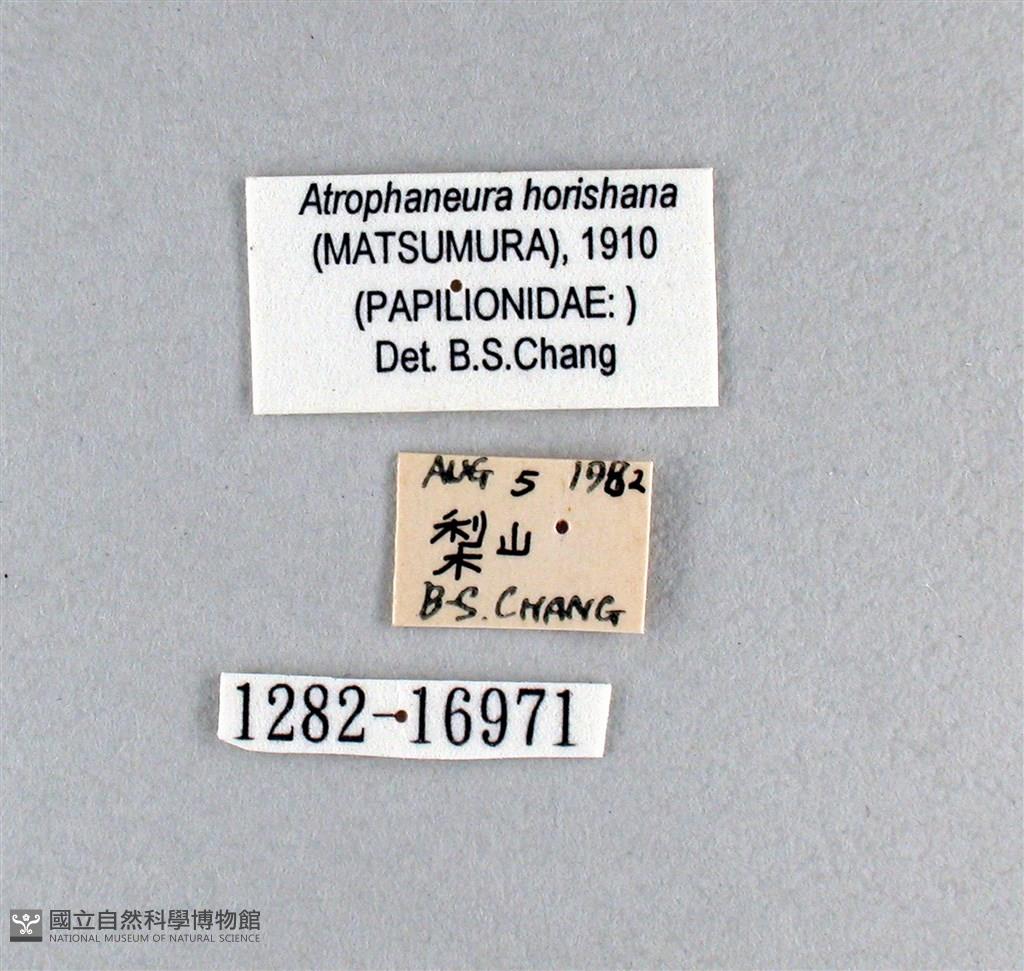 Atrophaneura horishana
(MATSUMURA), 1910
(PAPILIONIDAE: )
Det. B.S.Chang
AUG 5 1982
梨山
B-S. CHANG
1282-16971
國立自然科學博物館
NATIONAL MUSEUM OF NATURAL SCIENCE